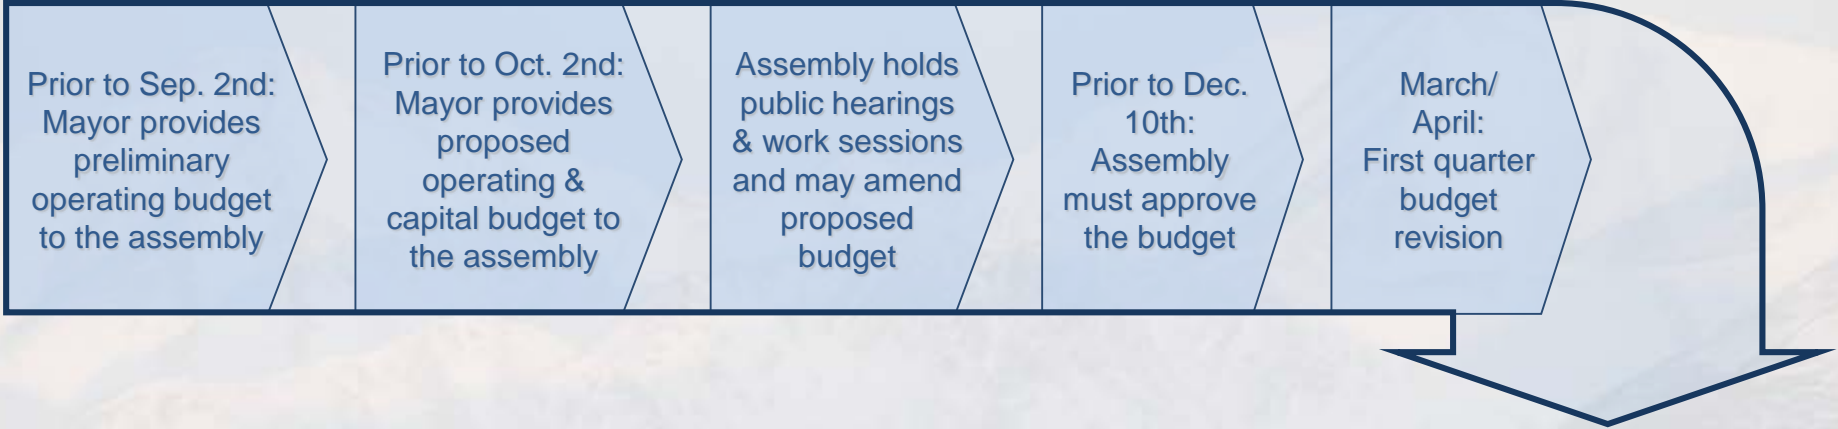 Prior to Sep. 2nd:
Mayor provides
preliminary
operating budget
to the assembly
Prior to Oct. 2nd:
Mayor provides
proposed
operating &
capital budget to
the assembly
Assembly holds
public hearings
& work sessions
and may amend
proposed
budget
Prior to Dec.
10th:
Assembly
must approve
the budget
March/
April:
First quarter
budget
revision